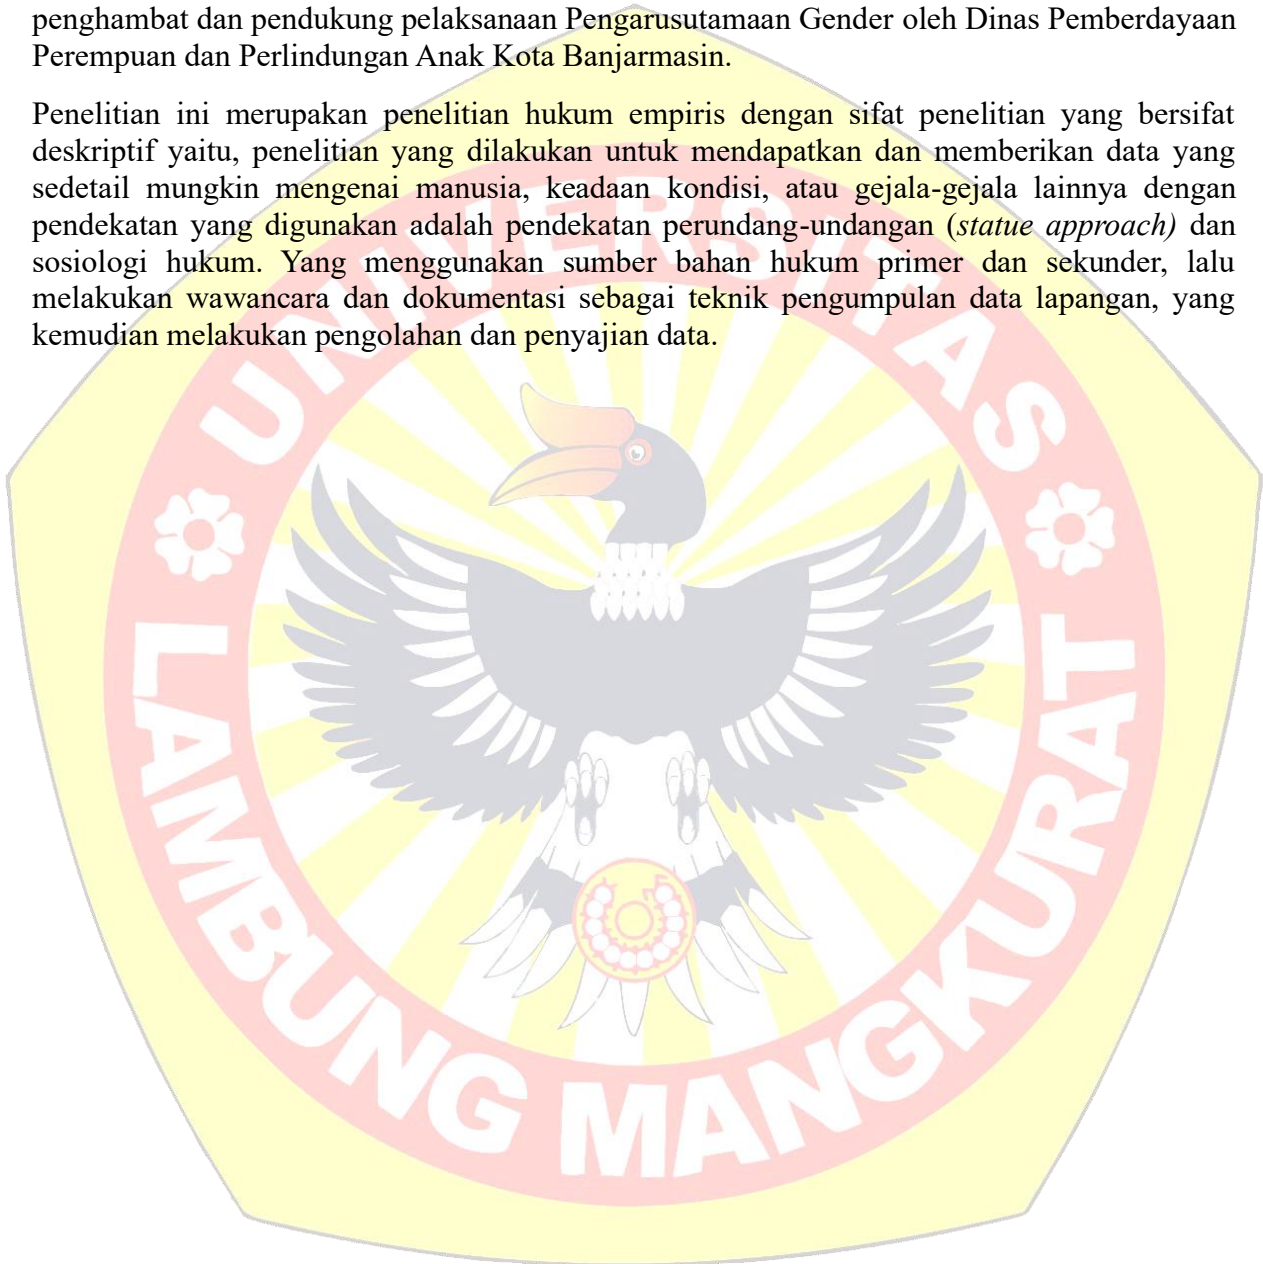 penghambat dan pendukung pelaksanaan Pengarusutamaan Gender oleh Dinas Pemberdayaan
Perempuan dan Perlindungan Anak Kota Banjarmasin.
Penelitian ini merupakan penelitian hukum empiris dengan sifat penelitian yang bersifat
deskriptif yaitu, penelitian yang dilakukan untuk mendapatkan dan memberikan data yang
sedetail mungkin mengenai manusia, keadaan kondisi, atau gejala-gejala lainnya dengan
pendekatan yang digunakan adalah pendekatan perundang-undangan (statue approach) dan
sosiologi hukum. Yang menggunakan sumber bahan hukum primer dan sekunder, lalu
melakukan wawancara dan dokumentasi sebagai teknik pengumpulan data lapangan, yang
kemudian melakukan pengolahan dan penyajian data.
UNIVERSITAS
LAMBUNG MANGKURAT